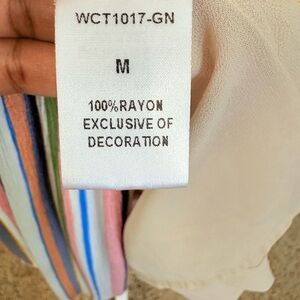 WCT1017-GN
M
100%RAYON
EXCLUSIVE OF
DECORATION